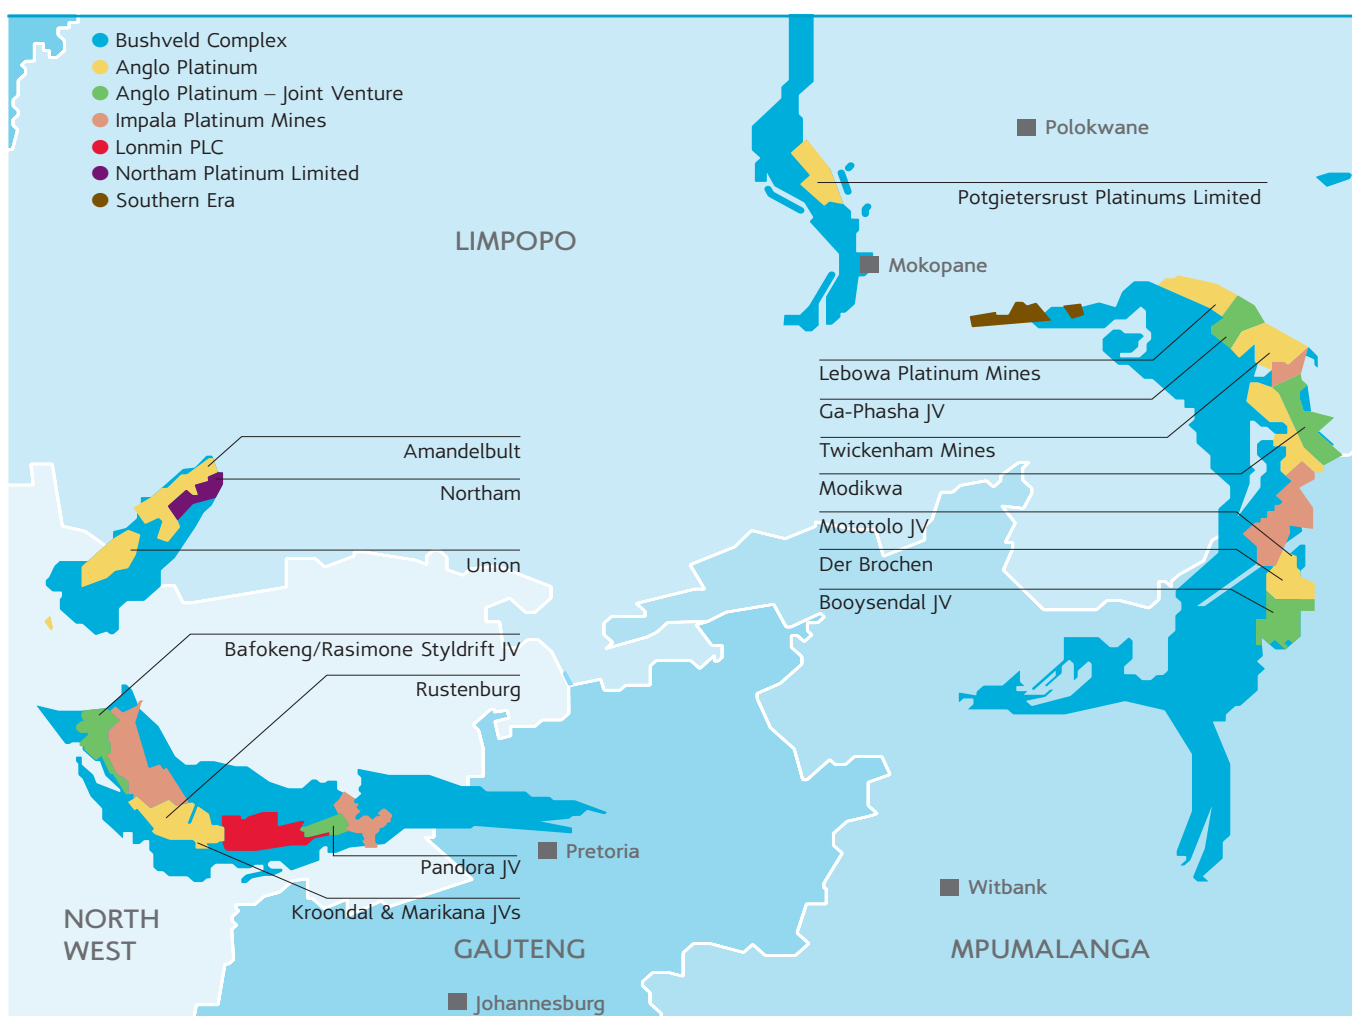 Bushveld Complex
Anglo Platinum
Anglo Platinum – Joint Venture
Impala Platinum Mines
Lonmin PLC
Northam Platinum Limited
Southern Era
Polokwane
Potgietersrust Platinums Limited
LIMPOPO
Mokopane
Lebowa Platinum Mines
Ga-Phasha JV
Twickenham Mines
Modikwa
Mototolo JV
Der Brochen
Booysendal JV
Amandelbult
Northam
Union
Bafokeng/Rasimone Styldrift JV
Rustenburg
Pandora JV
Kroondal & Marikana JVs
Pretoria
Witbank
NORTH
WEST
GAUTENG
MPUMALANGA
Johannesburg